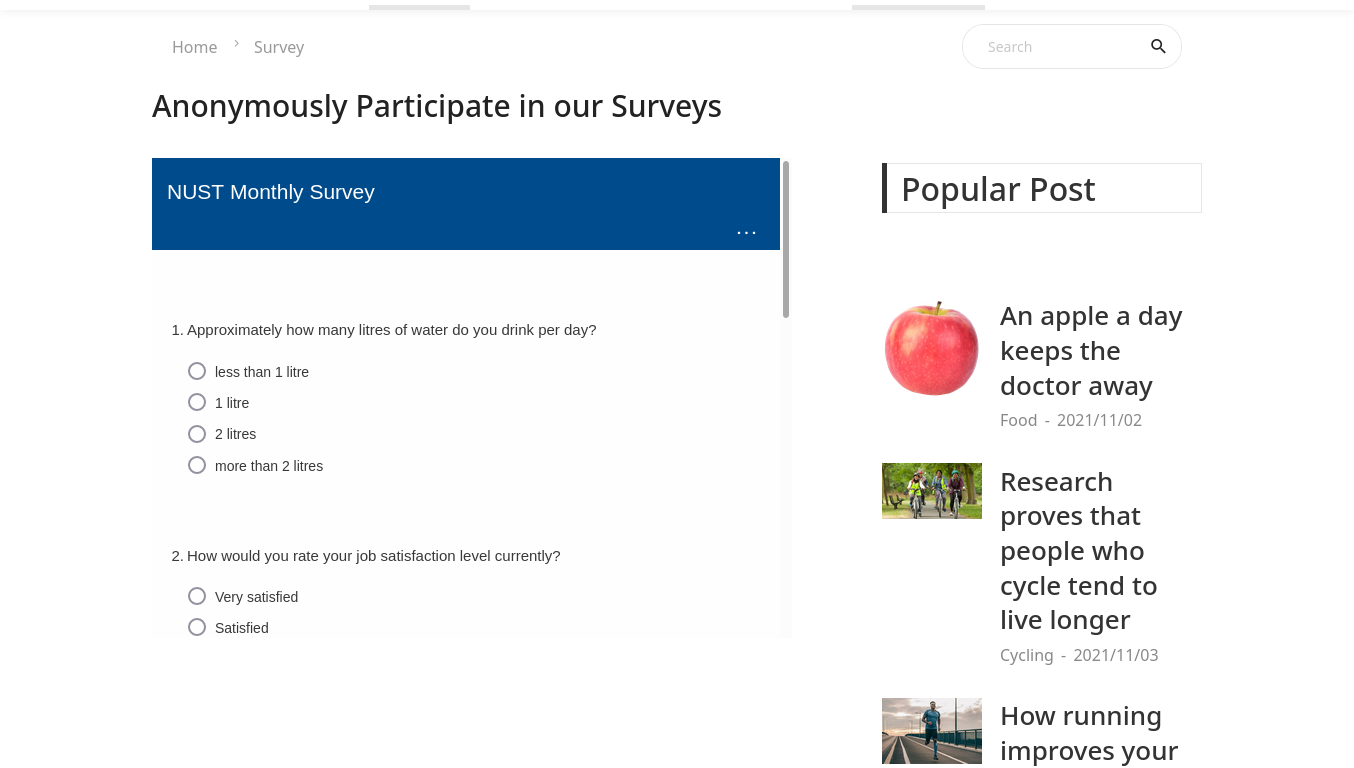 Home
Survey
Search
Anonymously Participate in our Surveys
NUST Monthly Survey
...
1. Approximately how many litres of water do you drink per day?
less than 1 litre
1 litre
2 litres
more than 2 litres
2. How would you rate your job satisfaction level currently?
Very satisfied
Satisfied
Popular Post
An apple a day
keeps the
doctor away
Food - 2021/11/02
Research
proves that
people who
cycle tend to
live longer
Cycling - 2021/11/03
How running
improves your